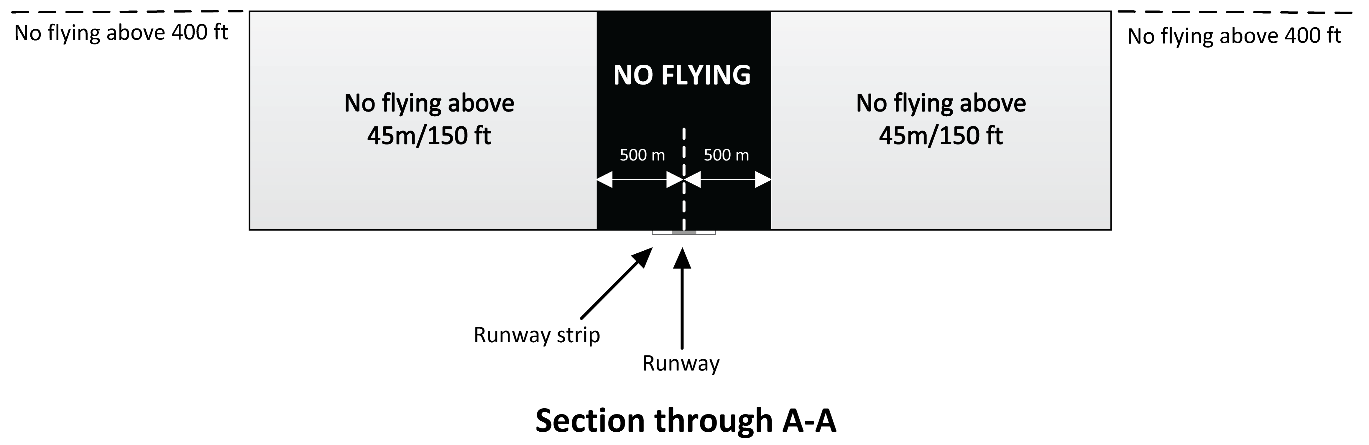 No flying above 400 ft
No flying above 400 ft
NO FLYING
No flying above
45m/150 ft
No flying above
45m/150 ft
500 m
500 m
Runway strip
Runway
Section through A-A